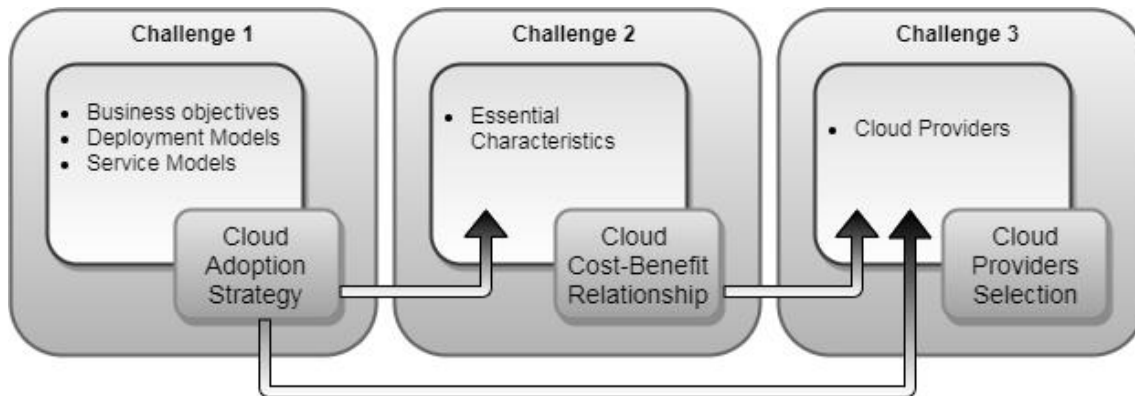 Challenge 1
• Business objectives
• Deployment Models
• Service Models
Cloud
Adoption
Strategy
Challenge 2
• Essential
Characteristics
Cloud
Cost-Benefit
Relationship
Challenge 3
• Cloud Providers
Cloud
Providers
Selection